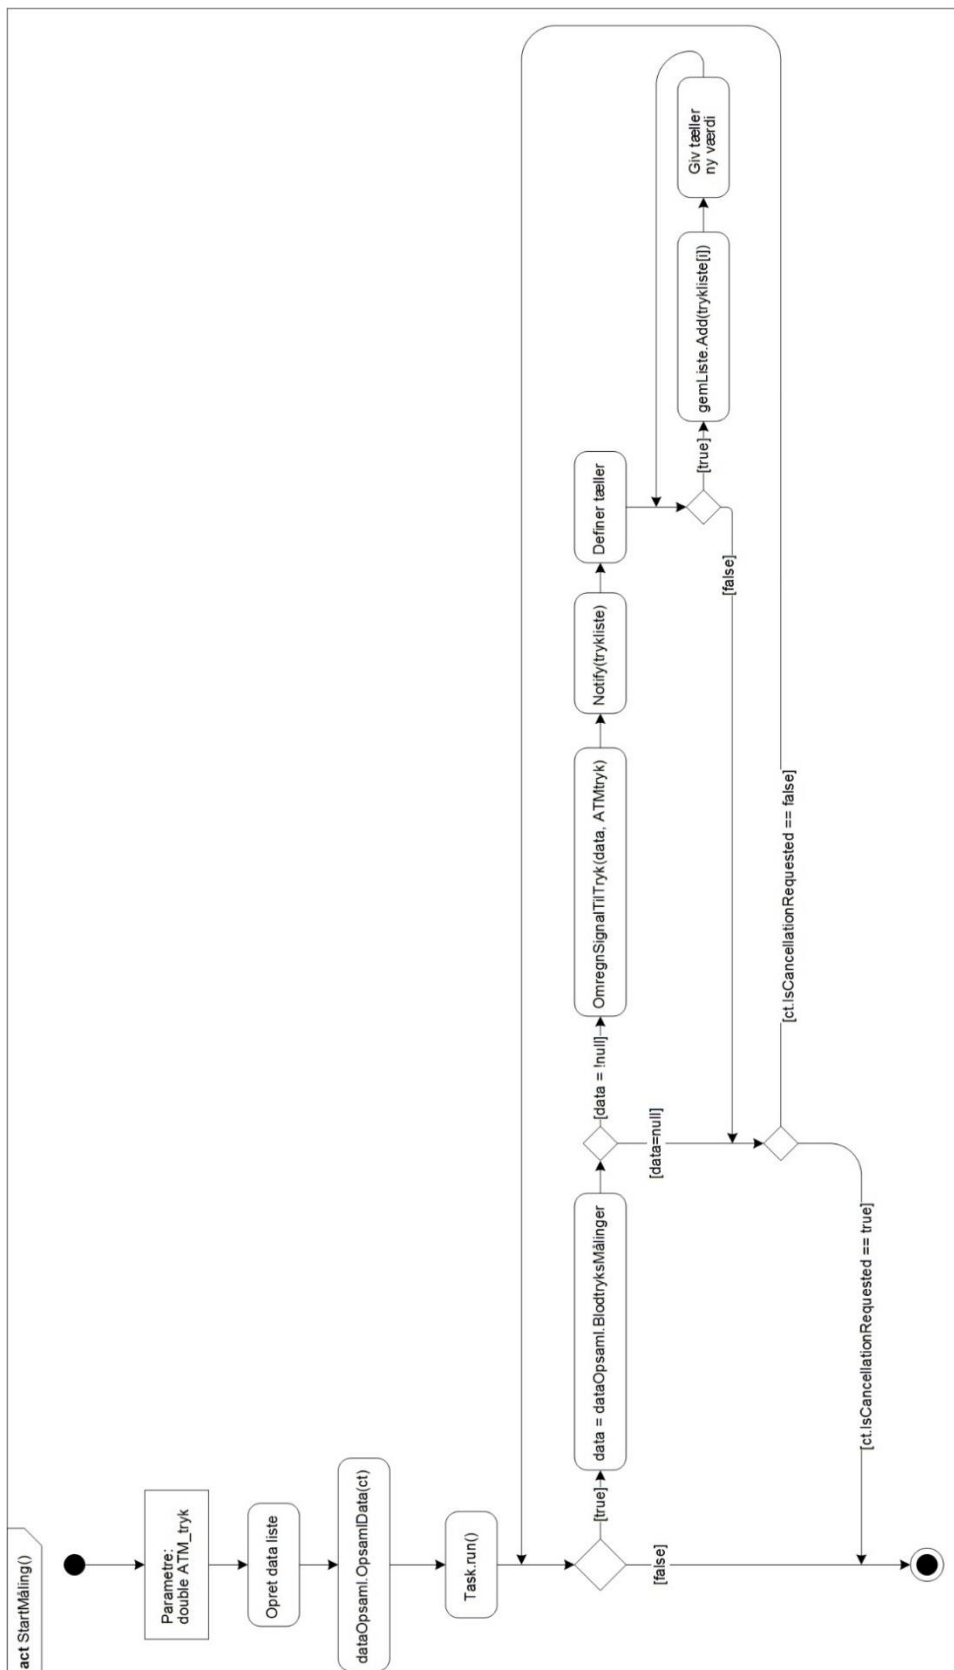 act StartMåling()
Parametre:
double ATM_tryk
Opret data liste
dataOpsaml.OpsamlData(ct)
Task.run()
[true]
[false]
data = dataOpsaml.BlodtryksMålinger
[data = !null]
[data=null]
OmregnSignalTilTryk(data, ATMtryk)
Notify(trykliste)
Definer tæller
[true]
[false]
gemListe.Add(trykliste[i])
Giv tæller
ny værdi
[ct.IsCancellationRequested == false]
[ct.IsCancellationRequested == true]